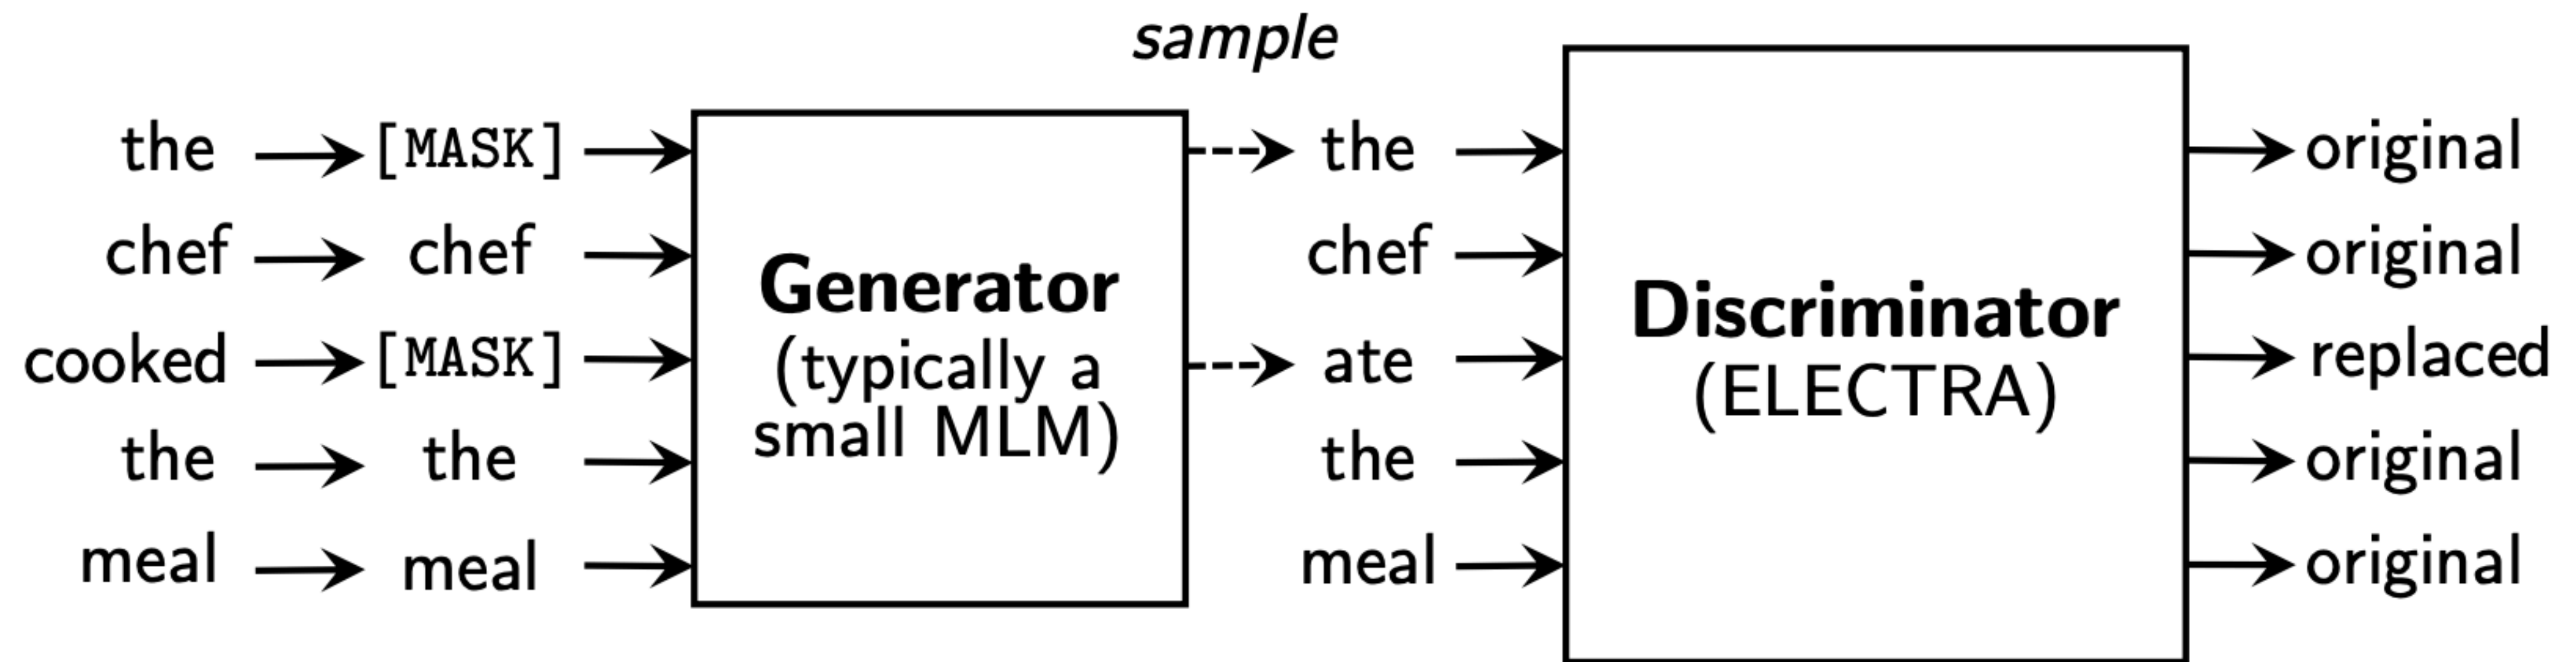 sample
the [MASK] the original
chef chef chef original
cooked [MASK] ate replaced
the the the original
meal meal meal original
Generator
(typically a
small MLM)
Discriminator
(ELECTRA)